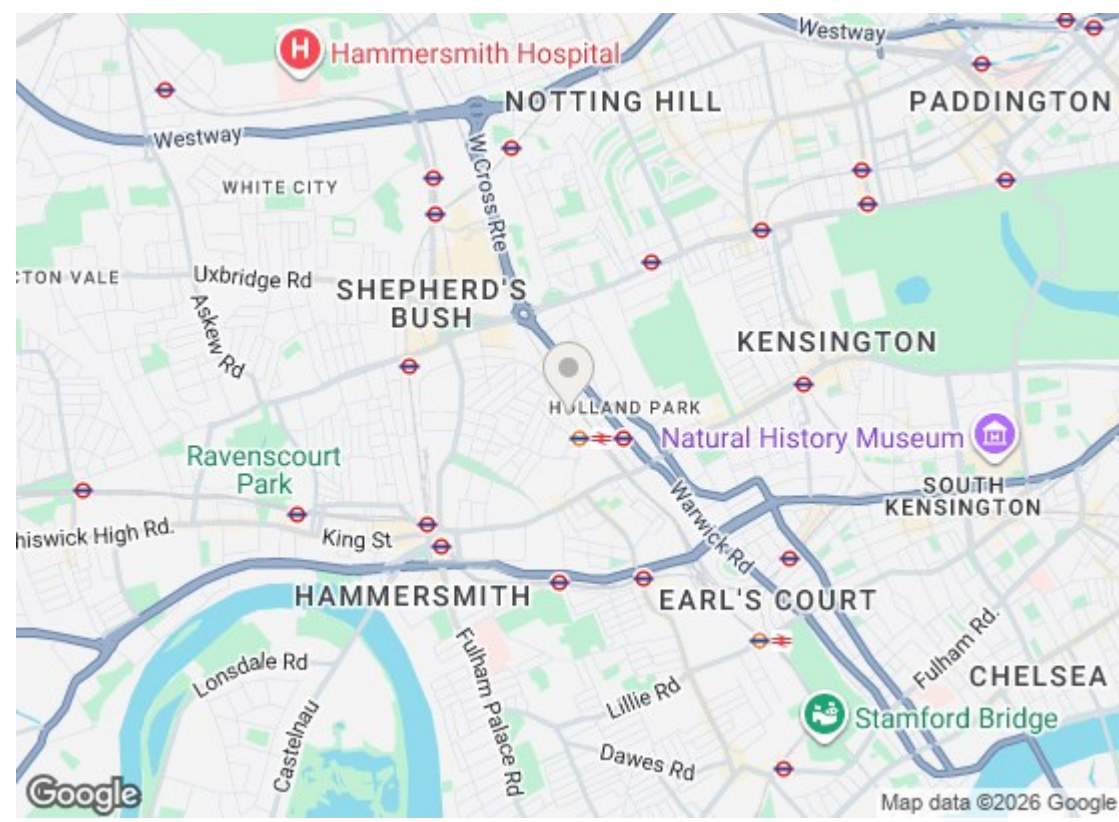 Westway
H Hammersmith Hospital
NOTTING HILL
PADDINGTON
Westway
W Cross Rte
WHITE CITY
CTON VALE
Uxbridge Rd
SHEPHERD'S
BUSH
Askew Rd
KENSINGTON
HOLLAND PARK
Natural History Museum
Ravenscourt
Park
SOUTH
KENSINGTON
Warwick Rd
hiswick High Rd.
King St
HAMMERSMITH
EARL'S COURT
Fulham Rd.
Lonsdale Rd
Fulham Palace Rd
CHELSEA
Lillie Rd
Castelnau
Stamford Bridge
Dawes Rd
Google
Map data ©2026 Google